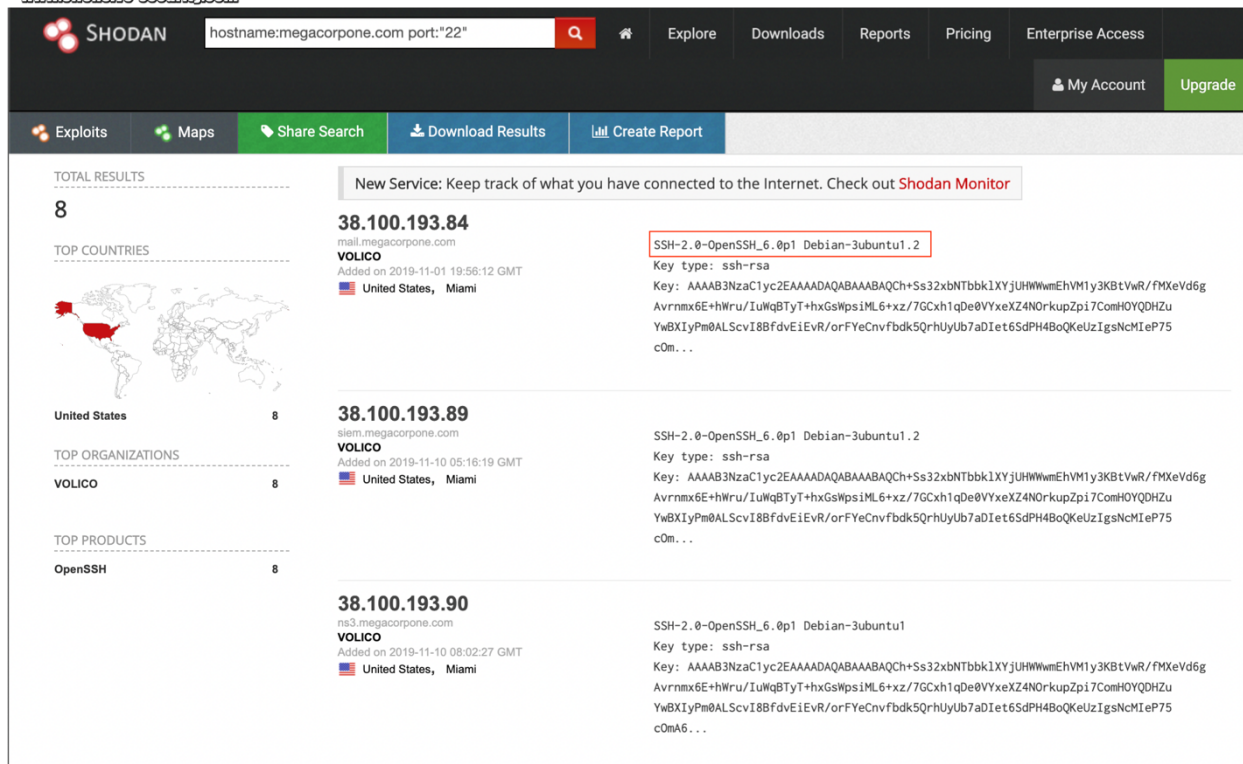 www.offensive-security.com
SHODAN
hostname:megacorpone.com port:"22"
Explore
Downloads
Reports
Pricing
Enterprise Access
My Account
Upgrade
Exploits
Maps
Share Search
Download Results
Create Report
TOTAL RESULTS
8
TOP COUNTRIES
United States 8
TOP ORGANIZATIONS
VOLICO 8
TOP PRODUCTS
OpenSSH 8
New Service: Keep track of what you have connected to the Internet. Check out Shodan Monitor
38.100.193.84
mail.megacorpone.com
VOLICO
Added on 2019-11-01 19:56:12 GMT
United States, Miami
SSH-2.0-OpenSSH_6.0p1 Debian-3ubuntu1.2
Key type: ssh-rsa
Key: AAAAB3NzaC1yc2EAAAADAQABAAABAQCh+Ss32xbNTbbklXYjUHWWwmEhVM1y3KBtVwR/fMXeVd6g
Avrnmx6E+hWru/IuWqBTyT+hxGsWpsiML6+xz/7GCxh1qDe0VYxeXZ4NOrkupZpi7ComHOYQDHZu
YwBXIyPm0ALScvI8BfdvEiEvR/orFYeCnvfbdk5QrhUyUb7aDIet6SdPH4BoQKeUzIgsNcMIeP75
cOm...
38.100.193.89
siem.megacorpone.com
VOLICO
Added on 2019-11-10 05:16:19 GMT
United States, Miami
SSH-2.0-OpenSSH_6.0p1 Debian-3ubuntu1.2
Key type: ssh-rsa
Key: AAAAB3NzaC1yc2EAAAADAQABAAABAQCh+Ss32xbNTbbklXYjUHWWwmEhVM1y3KBtVwR/fMXeVd6g
Avrnmx6E+hWru/IuWqBTyT+hxGsWpsiML6+xz/7GCxh1qDe0VYxeXZ4NOrkupZpi7ComHOYQDHZu
YwBXIyPm0ALScvI8BfdvEiEvR/orFYeCnvfbdk5QrhUyUb7aDIet6SdPH4BoQKeUzIgsNcMIeP75
cOm...
38.100.193.90
ns3.megacorpone.com
VOLICO
Added on 2019-11-10 08:02:27 GMT
United States, Miami
SSH-2.0-OpenSSH_6.0p1 Debian-3ubuntu1
Key type: ssh-rsa
Key: AAAAB3NzaC1yc2EAAAADAQABAAABAQCh+Ss32xbNTbbklXYjUHWWwmEhVM1y3KBtVwR/fMXeVd6g
Avrnmx6E+hWru/IuWqBTyT+hxGsWpsiML6+xz/7GCxh1qDe0VYxeXZ4NOrkupZpi7ComHOYQDHZu
YwBXIyPm0ALScvI8BfdvEiEvR/orFYeCnvfbdk5QrhUyUb7aDIet6SdPH4BoQKeUzIgsNcMIeP75
cOmA6...